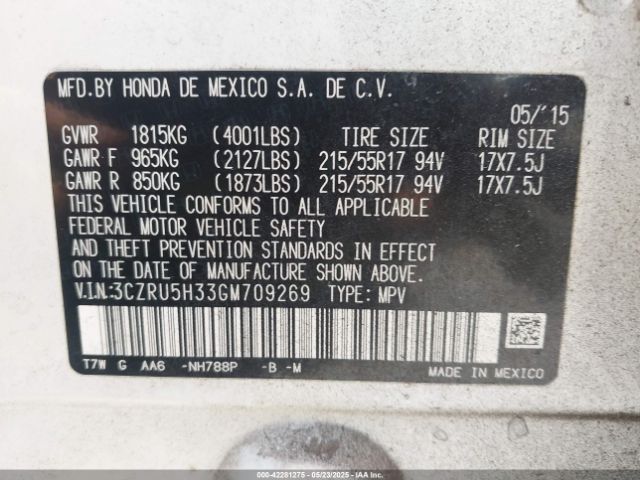 MFD.BY HONDA DE MEXICO S.A. DE C.V.
05/'15
GVWR 1815KG (4001LBS) TIRE SIZE RIM SIZE
GAWR F 965KG (2127LBS) 215/55R17 94V 17X7.5J
GAWR R 850KG (1873LBS) 215/55R17 94V 17X7.5J
THIS VEHICLE CONFORMS TO ALL APPLICABLE
FEDERAL MOTOR VEHICLE SAFETY
AND THEFT PREVENTION STANDARDS IN EFFECT
ON THE DATE OF MANUFACTURE SHOWN ABOVE.
V.I.N:3CZRU5H33GM709269 TYPE: MPV
T7W G AA6 -NH788P -B -M
MADE IN MEXICO
000-42281275 - 05/23/2025 - IAAI.COM